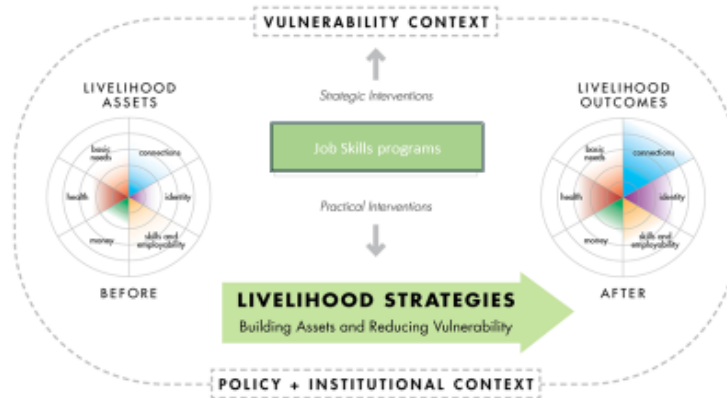 VULNERABILITY CONTEXT
LIVELIHOOD
ASSETS
basic
needs
connections
health
identity
money
skills and
employability
BEFORE
Strategic Interventions
Job Skills programs
Practical Interventions
LIVELIHOOD
OUTCOMES
basic
needs
connections
health
identity
money
skills and
employability
AFTER
LIVELIHOOD STRATEGIES
Building Assets and Reducing Vulnerability
POLICY + INSTITUTIONAL CONTEXT